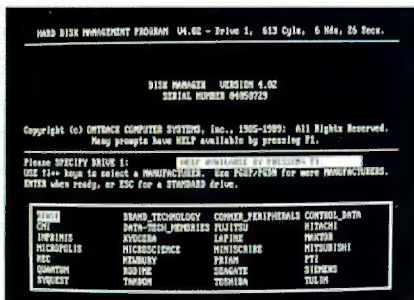 HARD DISK MANAGEMENT PROGRAM V4.02 - Drive 1, 613 Cyls, 6 Hds, 26 Secs.
DISK MANAGER VERSION 4.02
SERIAL NUMBER 04058729
Copyright (c) ONTRACK COMPUTER SYSTEMS, Inc., 1985-1989: All Rights Reserved.
Many prompts have HELP available by pressing F1.
Please SPECIFY DRIVE 1: HELP AVAILABLE BY PRESSING F1
USE keys to select a MANUFACTURER. Use PGUP/PGDN for more MANUFACTURERS.
ENTER when ready, or ESC for a STANDARD drive.
BRAND_TECHNOLOGY CONNER_PERIPHERALS CONTROL_DATA
CMI DATA-TECH_MEMORIES FUJITSU HITACHI
IMPRIMIS KYOCERA LAPINE MAXTOR
MICROPOLIS MICROSCIENCE MINISCRIBE MITSUBISHI
NEC NEWBURY PRIAM PTI
QUANTUM RODIME SEAGATE SIEMENS
SYQUEST TANDON TOSHIBA TULIN